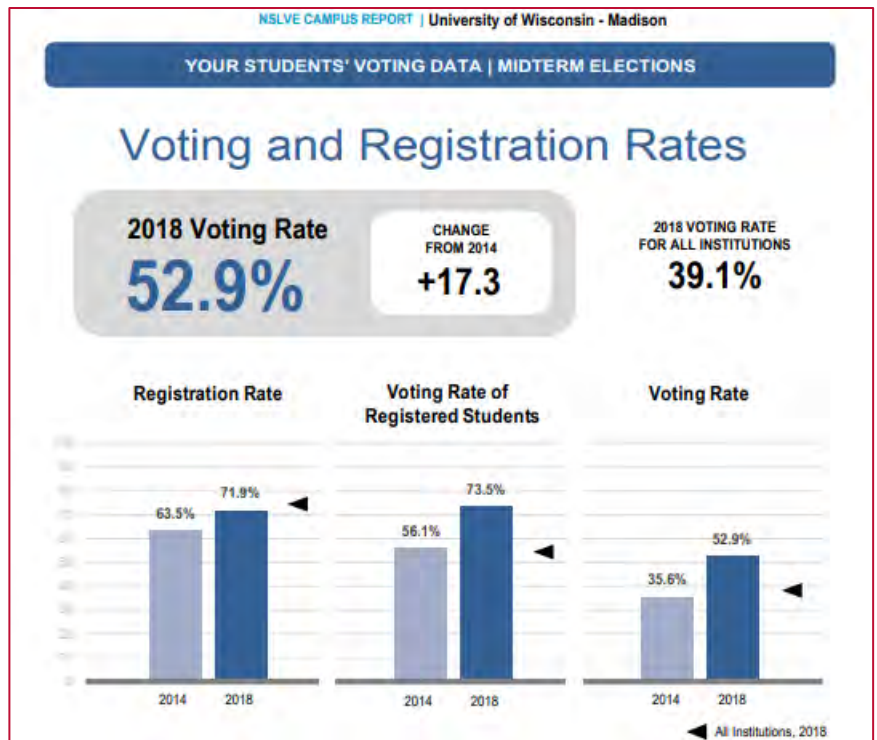 NSLVE CAMPUS REPORT | University of Wisconsin - Madison
YOUR STUDENTS' VOTING DATA | MIDTERM ELECTIONS
Voting and Registration Rates
2018 Voting Rate
52.9%
CHANGE
FROM 2014
+17.3
2018 VOTING RATE
FOR ALL INSTITUTIONS
39.1%
Registration Rate
63.5%
71.9%
2014 2018
Voting Rate of
Registered Students
56.1%
73.5%
2014 2018
Voting Rate
35.6%
52.9%
2014 2018
All Institutions, 2018